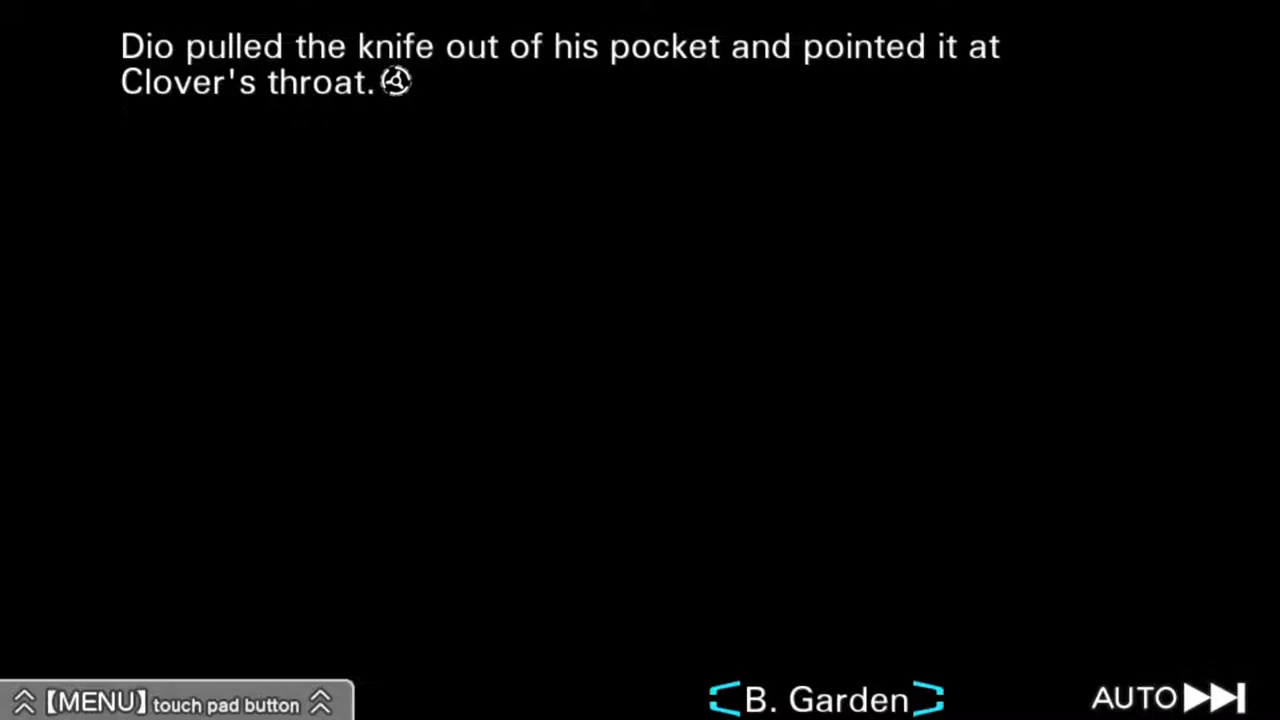 Dio pulled the knife out of his pocket and pointed it at
Clover's throat.
【MENU】 touch pad button
B. Garden
AUTO